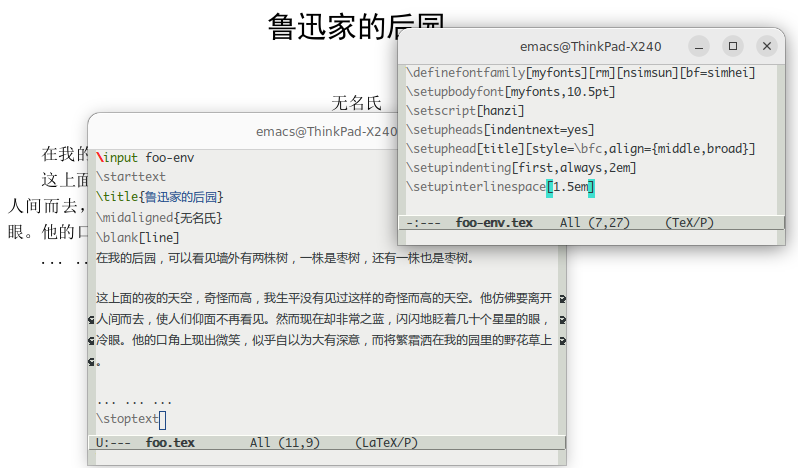 鲁迅家的后园
无名氏
在我的
这上面
人间而去，
眼。他的口
... ..
emacs@ThinkPad-X240
\definefontfamily[myfonts][rm][nsimsun][bf=simhei]
\setupbodyfont[myfonts,10.5pt]
\setscript[hanzi]
\setupheads[indentnext=yes]
\setuphead[title][style=\bfc,align={middle,broad}]
\setupindenting[first,always,2em]
\setupinterlinespace[1.5em]
-:--- foo-env.tex All (7,27) (TeX/P)
emacs@ThinkPad-X240
\input foo-env
\starttext
\title{鲁迅家的后园}
\midaligned{无名氏}
\blank[line]
在我的后园，可以看见墙外有两株树，一株是枣树，还有一株也是枣树。
这上面的夜的天空，奇怪而高，我生平没有见过这样的奇怪而高的天空。他仿佛要离开
人间而去，使人们仰面不再看见。然而现在却非常之蓝，闪闪地眨着几十个星星的眼，
冷眼。他的口角上现出微笑，似乎自以为大有深意，而将繁霜洒在我的园里的野花草上
。
... ... ...
\stoptext
U:--- foo.tex All (11,9) (LaTeX/P)